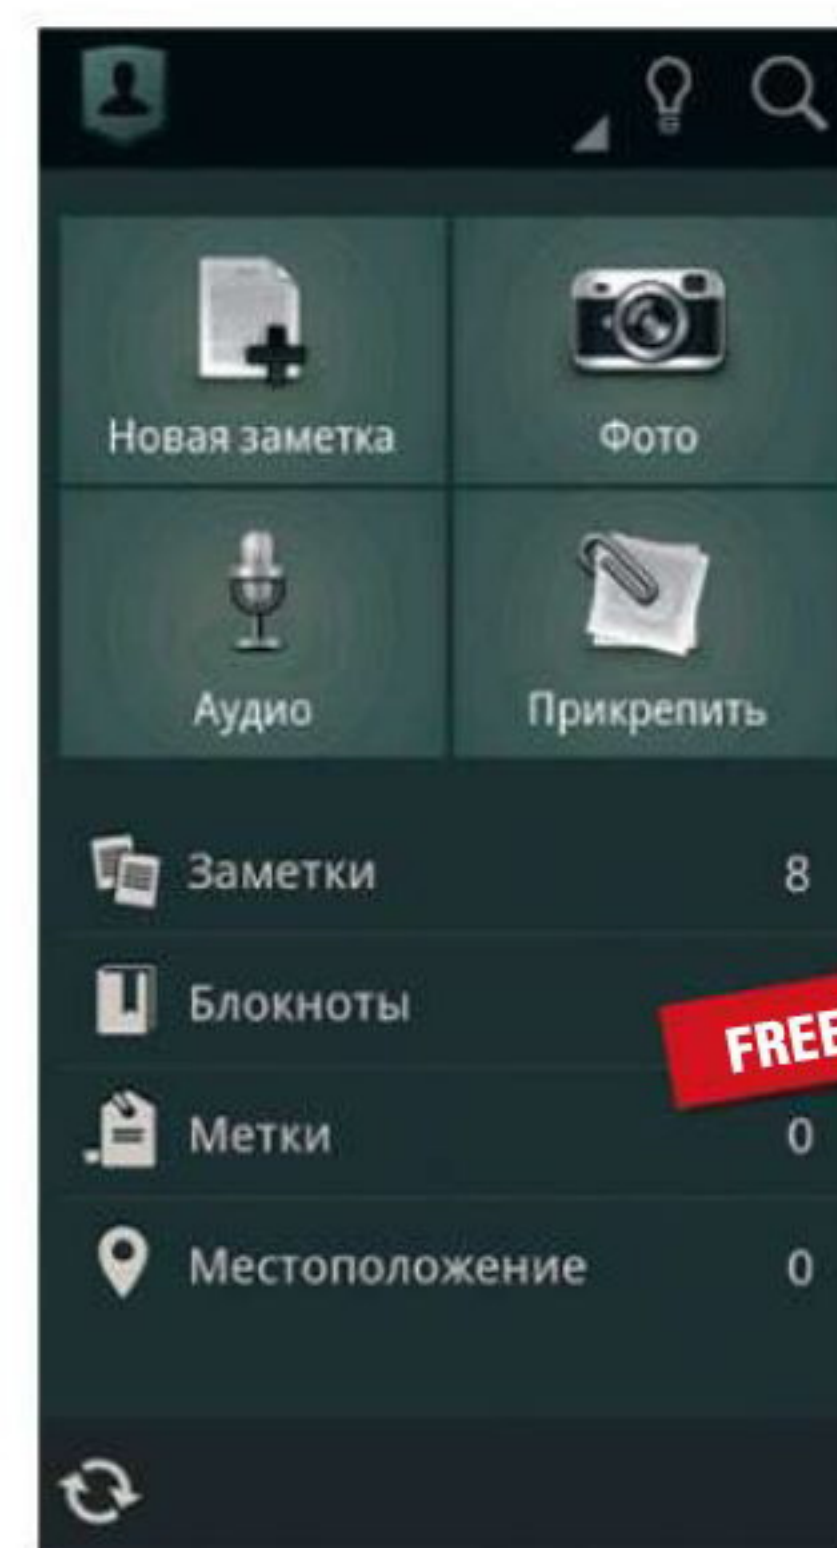 Новая заметка
Фото
Аудио
Прикрепить
Заметки 8
Блокноты
FREE
Метки 0
Местоположение 0